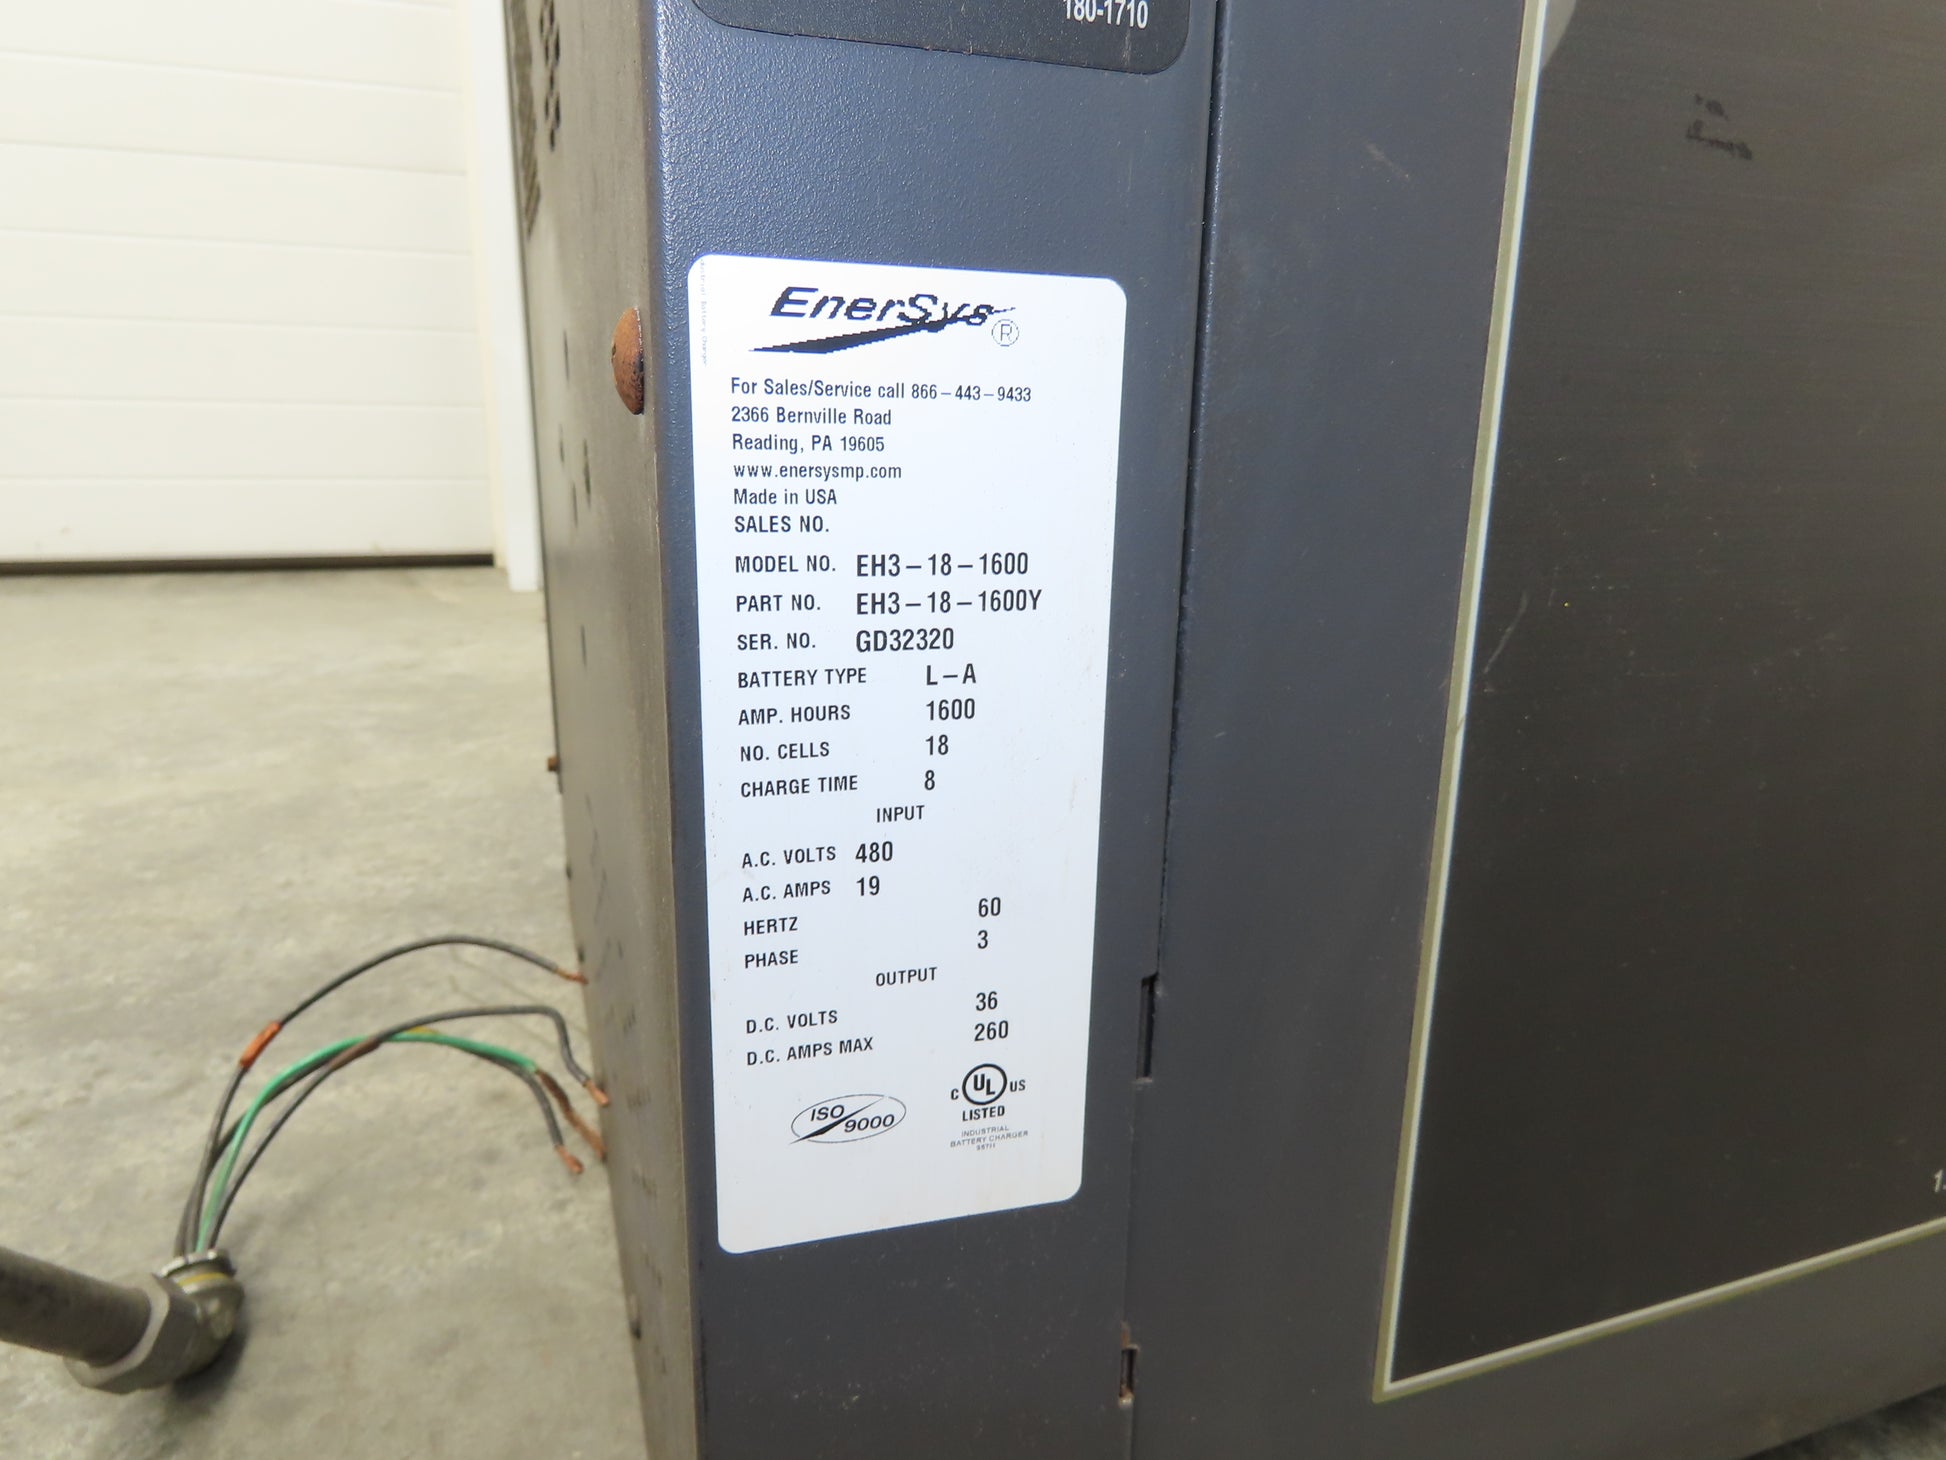 180-1710
EnerSys®
For Sales/Service call 866-443-9433
2366 Bernville Road
Reading, PA 19605
www.enersysmp.com
Made in USA
SALES NO.
MODEL NO. EH3-18-1600
PART NO. EH3-18-1600Y
SER. NO. GD32320
BATTERY TYPE L-A
AMP. HOURS 1600
NO. CELLS 18
CHARGE TIME 8
INPUT
A.C. VOLTS 480
A.C. AMPS 19
HERTZ 60
PHASE 3
OUTPUT
D.C. VOLTS 36
D.C. AMPS MAX 260
ISO 9000
C UL US
LISTED
INDUSTRIAL
BATTERY CHARGER